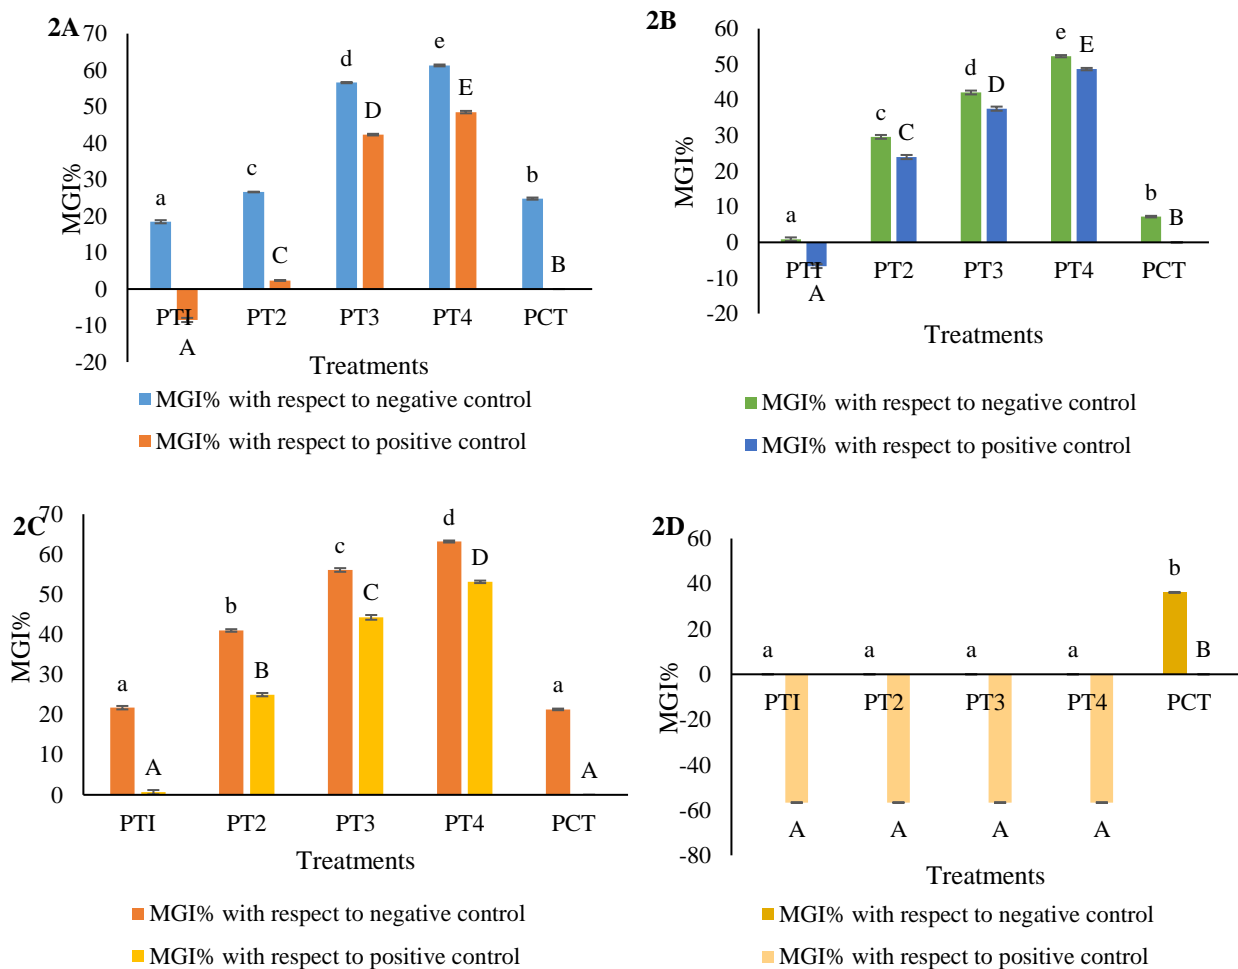 2A
70
60
50
40
30
20
10
0
-10
-20
MGI%
a
A
c
C
d
D
e
E
b
B
PTI
PT2
PT3
PT4
PCT
Treatments
MGI% with respect to negative control
MGI% with respect to positive control
2B
60
50
40
30
20
10
0
-10
-20
MGI%
a
A
c
C
d
D
e
E
b
B
PTI
PT2
PT3
PT4
PCT
Treatments
MGI% with respect to negative control
MGI% with respect to positive control
2C
70
60
50
40
30
20
10
0
MGI%
a
A
b
B
c
C
d
D
a
A
PTI
PT2
PT3
PT4
PCT
Treatments
MGI% with respect to negative control
MGI% with respect to positive control
2D
60
40
20
0
-20
-40
-60
-80
MGI%
a
a
a
a
b
B
PTI
PT2
PT3
PT4
PCT
A
A
A
A
Treatments
MGI% with respect to negative control
MGI% with respect to positive control